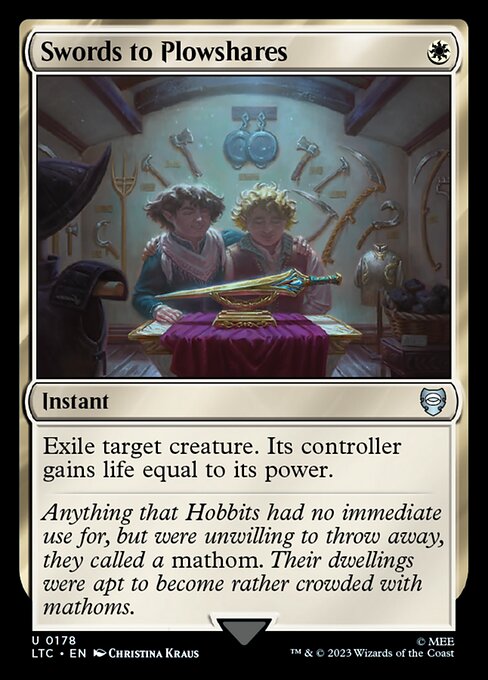 Swords to Plowshares
Instant
Exile target creature. Its controller
gains life equal to its power.
Anything that Hobbits had no immediate
use for, but were unwilling to throw away,
they called a mathom. Their dwellings
were apt to become rather crowded with
mathoms.
U 0178
LTC • EN Christina Kraus
© MEE
™ & © 2023 Wizards of the Coast